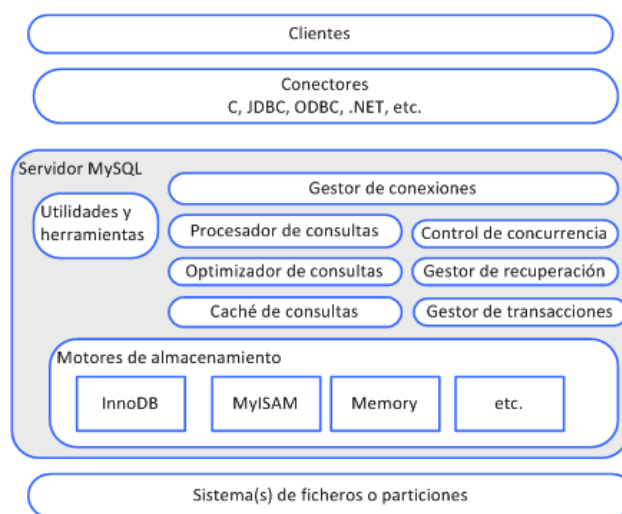 Clientes
Conectores
C, JDBC, ODBC, .NET, etc.
Servidor MySQL
Utilidades y
herramientas
Gestor de conexiones
Procesador de consultas
Control de concurrencia
Optimizador de consultas
Gestor de recuperación
Caché de consultas
Gestor de transacciones
Motores de almacenamiento
InnoDB
MyISAM
Memory
etc.
Sistema(s) de ficheros o particiones